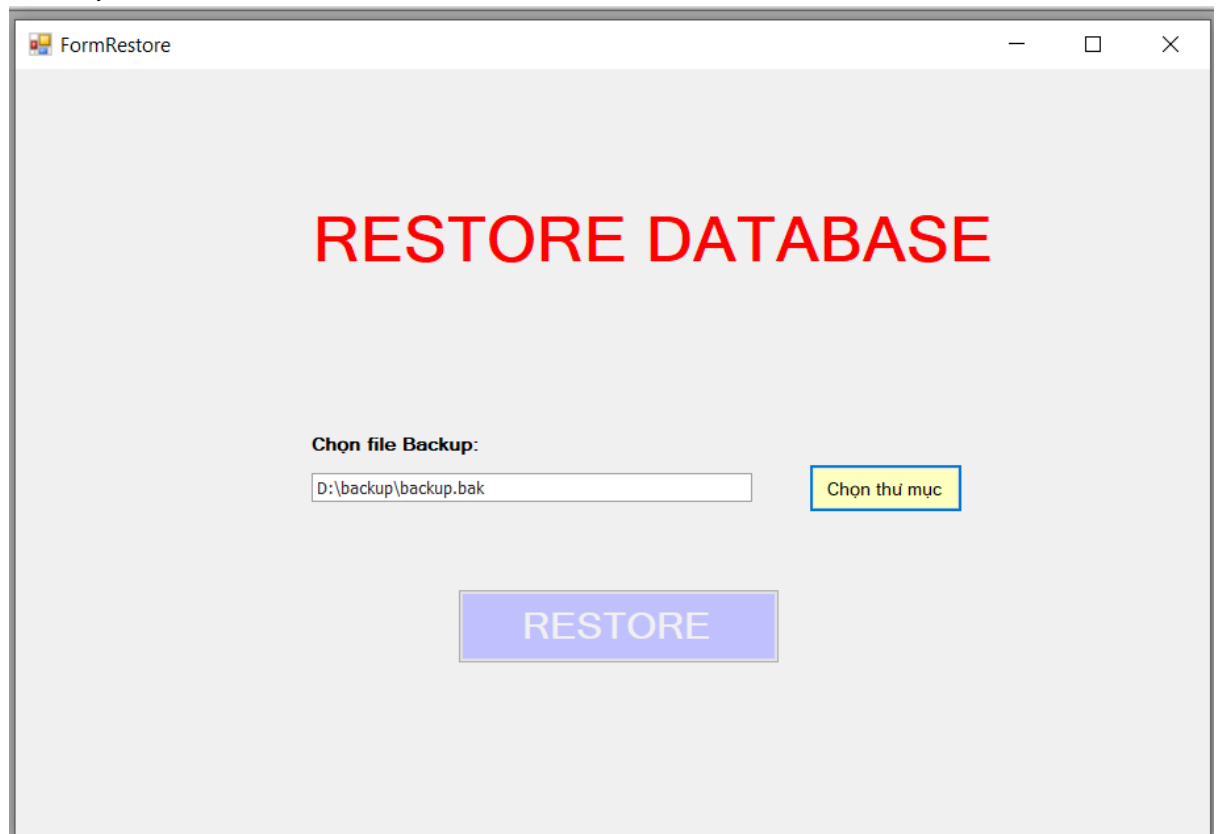 FormRestore
RESTORE DATABASE
Chọn file Backup:
D:\backup\backup.bak
Chọn thư mục
RESTORE